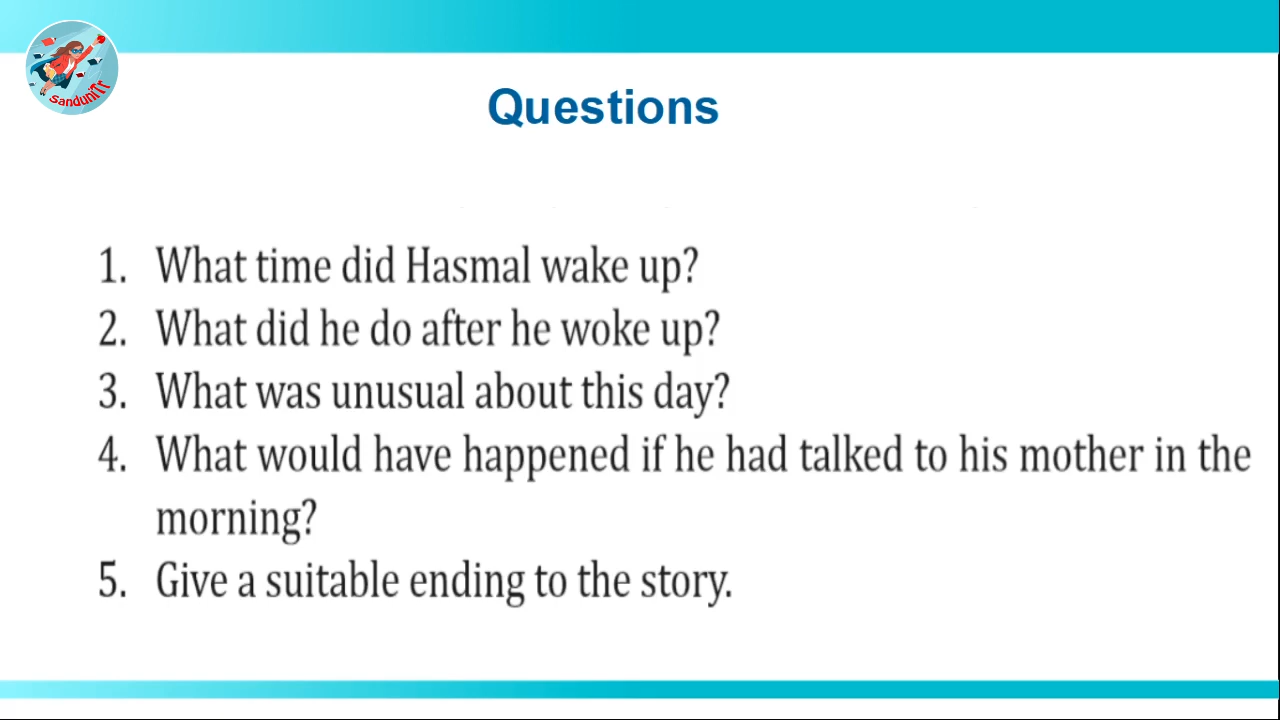 SanduniTr
Questions
1. What time did Hasmal wake up?
2. What did he do after he woke up?
3. What was unusual about this day?
4. What would have happened if he had talked to his mother in the
morning?
5. Give a suitable ending to the story.